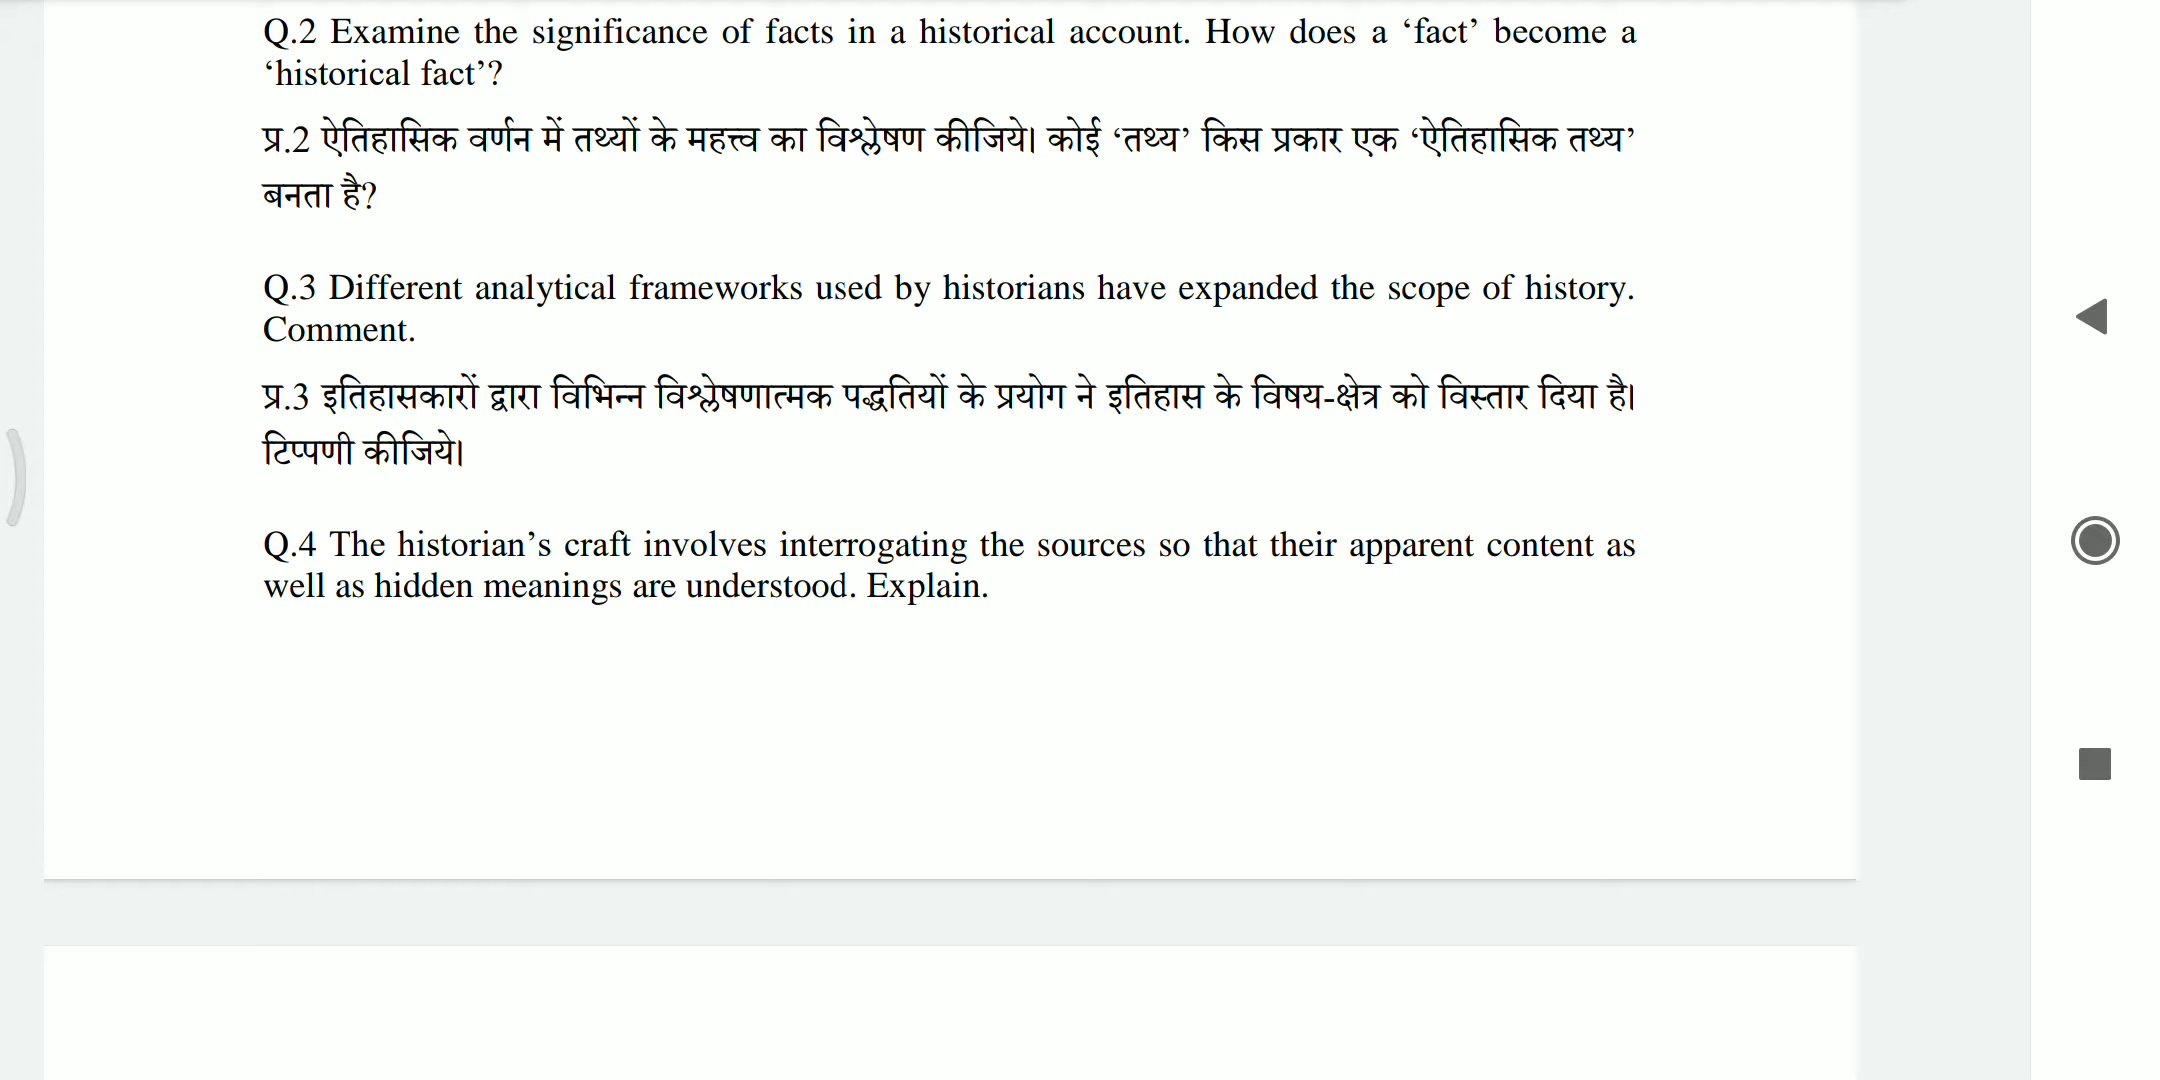 Q.2 Examine the significance of facts in a historical account. How does a ‘fact’ become a
‘historical fact’?
प्र.2 ऐतिहासिक वर्णन में तथ्यों के महत्त्व का विश्लेषण कीजिये। कोई ‘तथ्य’ किस प्रकार एक ‘ऐतिहासिक तथ्य’
बनता है?
Q.3 Different analytical frameworks used by historians have expanded the scope of history.
Comment.
प्र.3 इतिहासकारों द्वारा विभिन्न विश्लेषणात्मक पद्धतियों के प्रयोग ने इतिहास के विषय-क्षेत्र को विस्तार दिया है।
टिप्पणी कीजिये।
Q.4 The historian’s craft involves interrogating the sources so that their apparent content as
well as hidden meanings are understood. Explain.